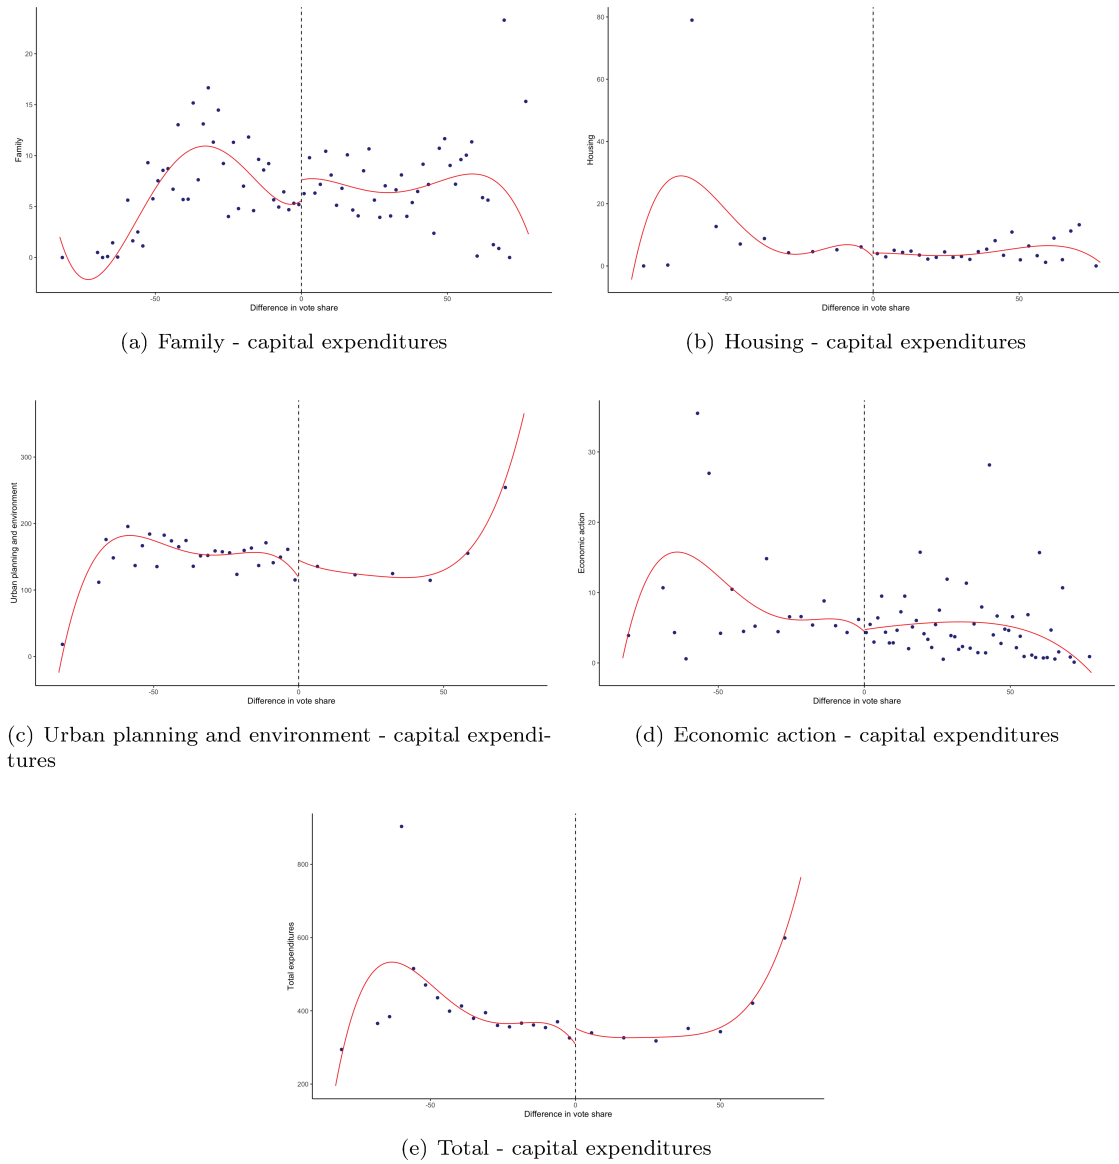 20
15
10
5
0
Family
-50
0
50
Difference in vote share
(a) Family - capital expenditures
80
60
40
20
0
Housing
-50
0
50
Difference in vote share
(b) Housing - capital expenditures
300
200
100
0
Urban planning and environment
-50
0
50
Difference in vote share
(c) Urban planning and environment - capital expendi-
tures
30
20
10
0
Economic action
-50
0
50
Difference in vote share
(d) Economic action - capital expenditures
800
600
400
200
Total expenditures
-50
0
50
Difference in vote share
(e) Total - capital expenditures